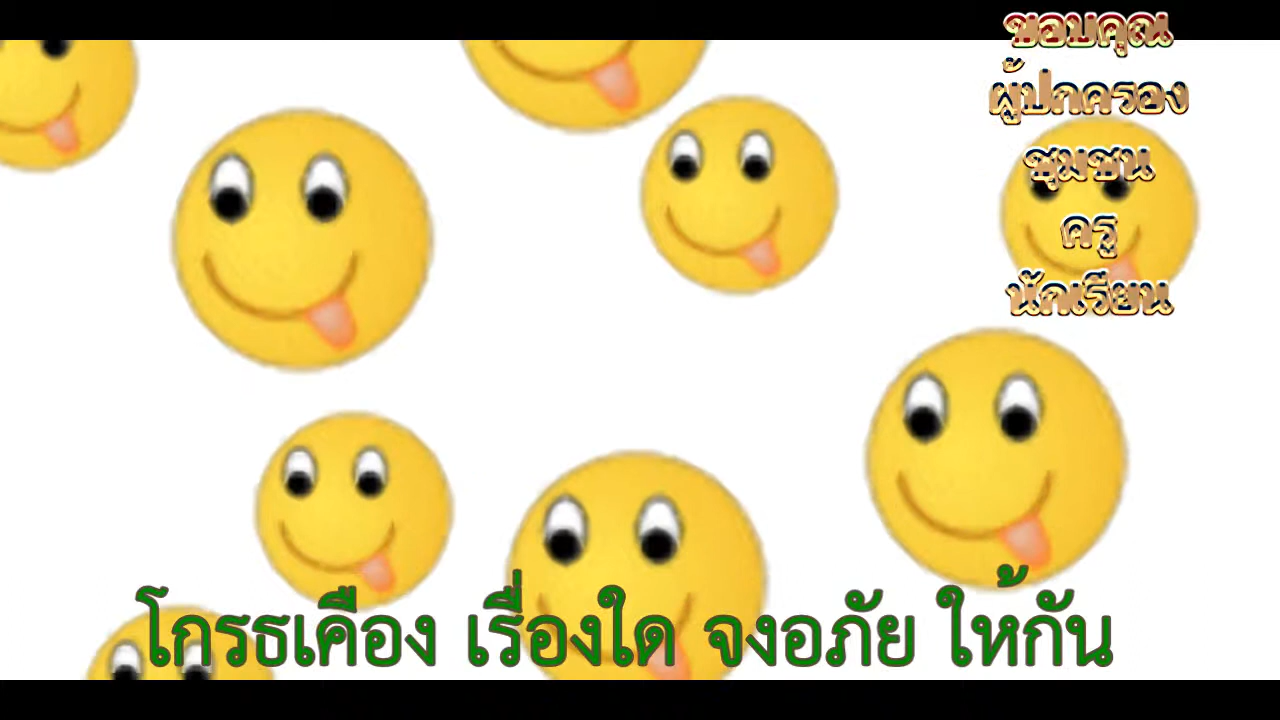 ขอบคุณ
ผู้ปกครอง
ชุมชน
ครู
นักเรียน
โกรธเคือง เรื่องใด จงอภัย ให้กัน